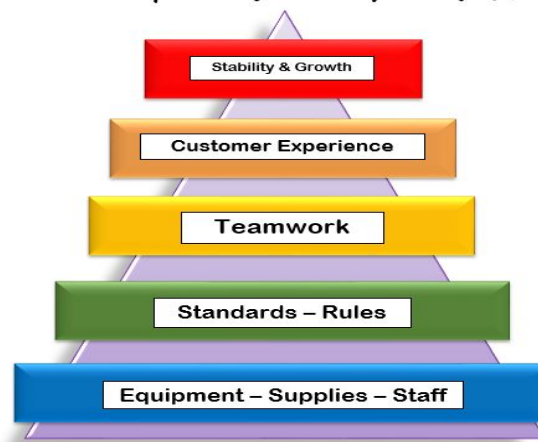 Stability & Growth
Customer Experience
Teamwork
Standards – Rules
Equipment – Supplies – Staff